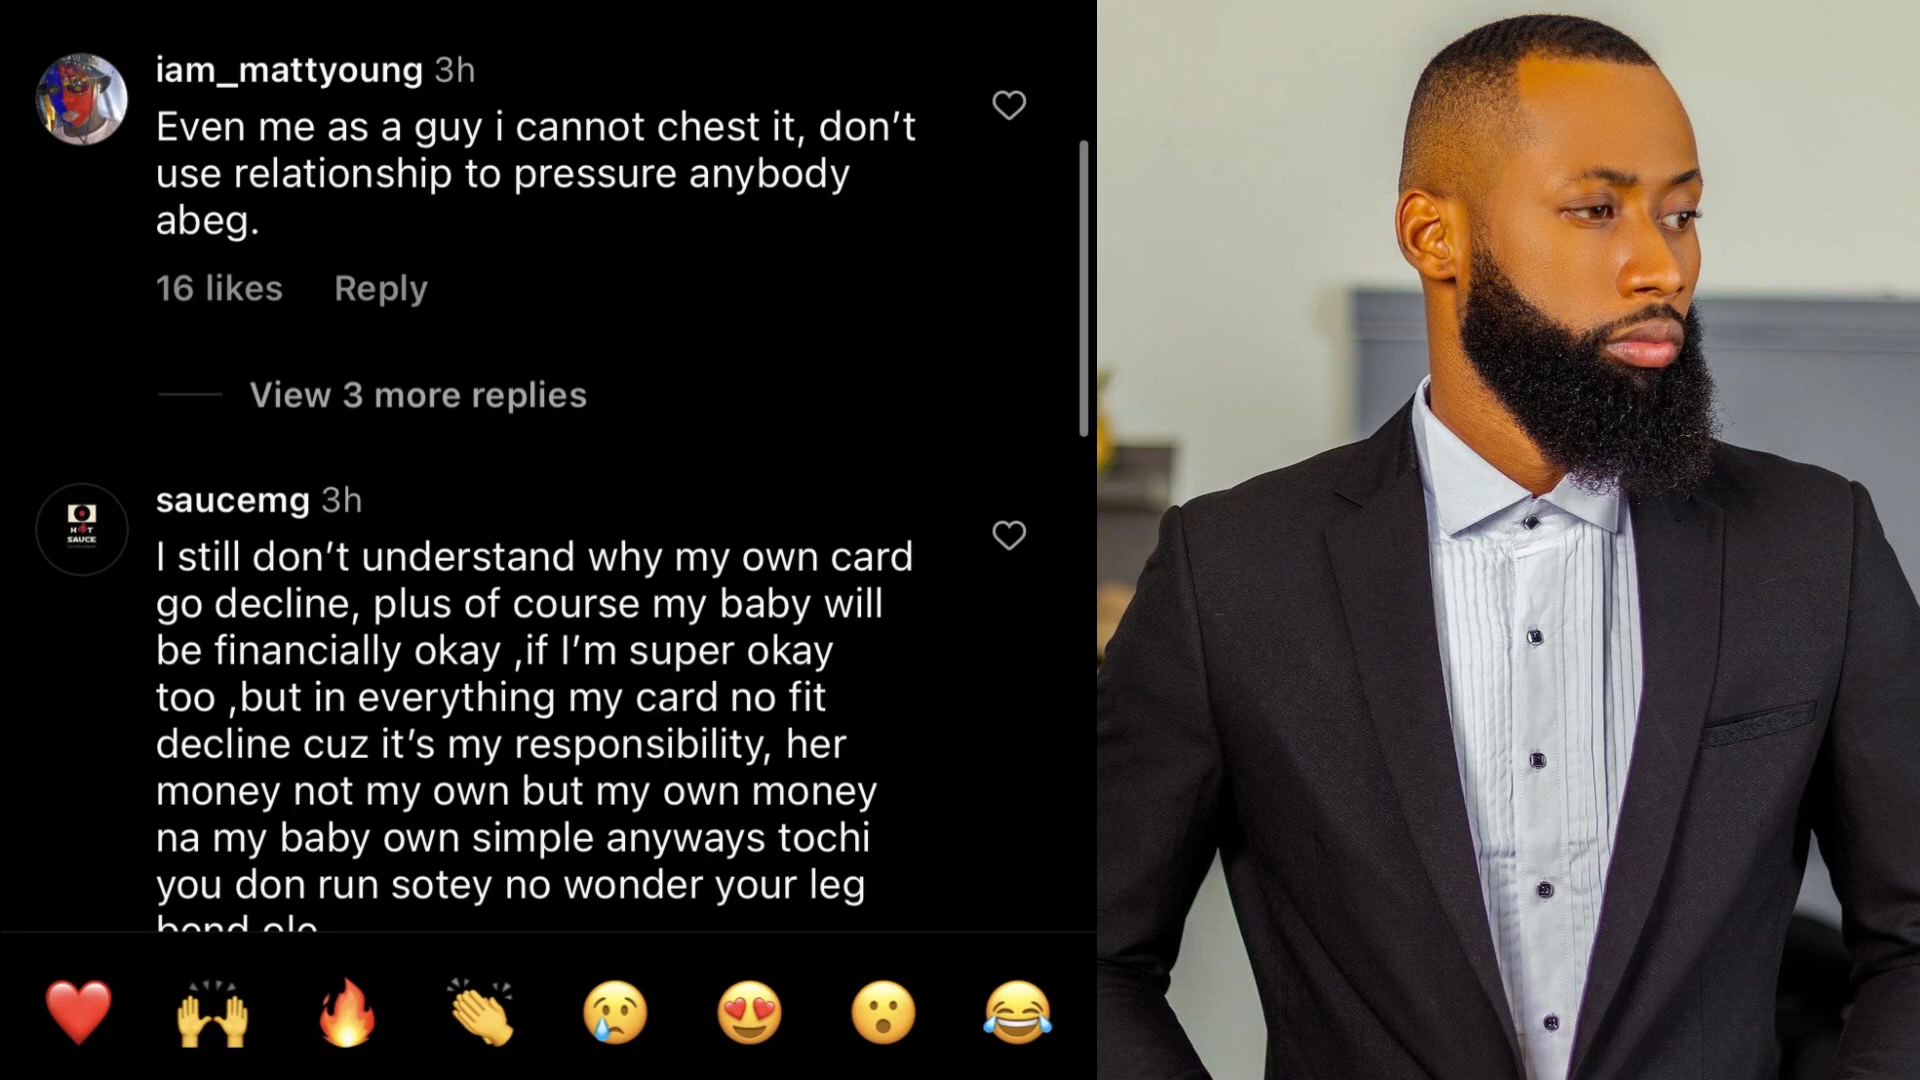 iam_mattyoung 3h
Even me as a guy i cannot chest it, don’t
use relationship to pressure anybody
abeg.
16 likes Reply
View 3 more replies
saucemg 3h
HOT
SAUCE
I still don’t understand why my own card
go decline, plus of course my baby will
be financially okay ,if I’m super okay
too ,but in everything my card no fit
decline cuz it’s my responsibility, her
money not my own but my own money
na my baby own simple anyways tochi
you don run sotey no wonder your leg
bend ole